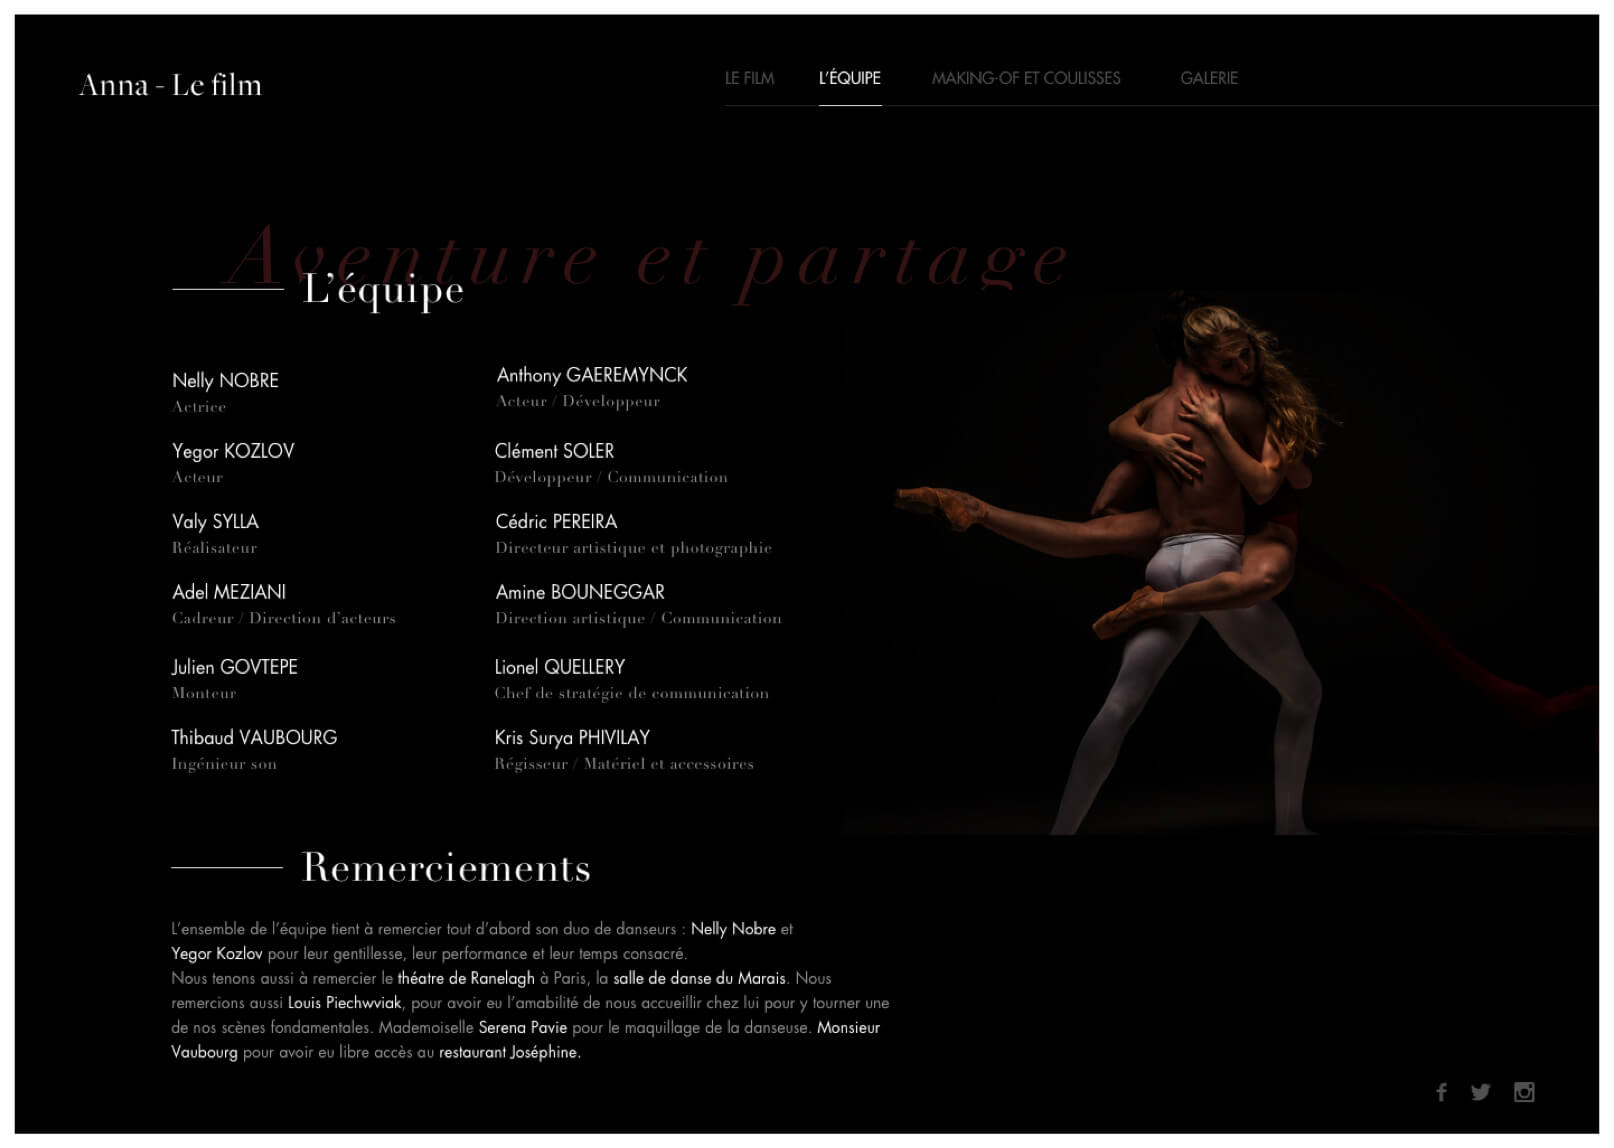 Anna - Le film
LE FILM
L'ÉQUIPE
MAKING-OF ET COULISSES
GALERIE
Aventure et partage
L'équipe
Nelly NOBRE
Actrice
Yegor KOZLOV
Acteur
Valy SYLLA
Réalisateur
Adel MEZIANI
Cadreur / Direction d'acteurs
Julien GOVTEPE
Monteur
Thibaud VAUBOURG
Ingénieur son
Anthony GAEREMYNCK
Acteur / Développeur
Clément SOLER
Développeur / Communication
Cédric PEREIRA
Directeur artistique et photographie
Amine BOUNEGGAR
Direction artistique / Communication
Lionel QUELLERY
Chef de stratégie de communication
Kris Surya PHIVILAY
Régisseur / Matériel et accessoires
Remerciements
L'ensemble de l'équipe tient à remercier tout d'abord son duo de danseurs : Nelly Nobre et
Yegor Kozlov pour leur gentillesse, leur performance et leur temps consacré.
Nous tenons aussi à remercier le théatre de Ranelagh à Paris, la salle de danse du Marais. Nous
remercions aussi Louis Piechwviak, pour avoir eu l'amabilité de nous accueillir chez lui pour y tourner une
de nos scènes fondamentales. Mademoiselle Serena Pavie pour le maquillage de la danseuse. Monsieur
Vaubourg pour avoir eu libre accès au restaurant Joséphine.